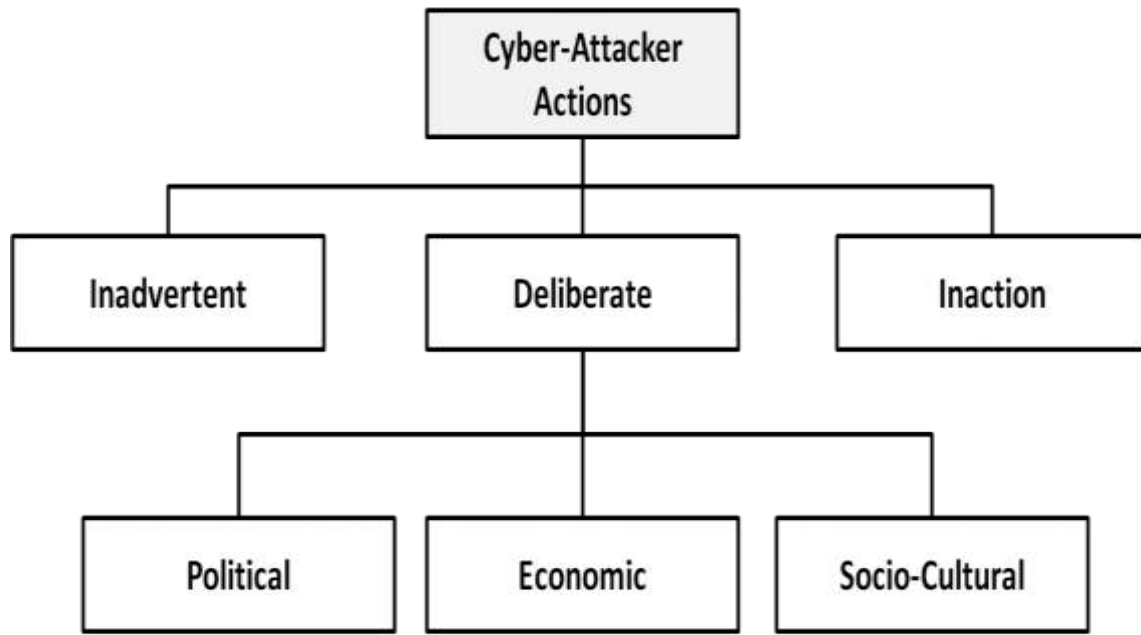 Cyber-Attacker
Actions
Inadvertent
Deliberate
Inaction
Political
Economic
Socio-Cultural